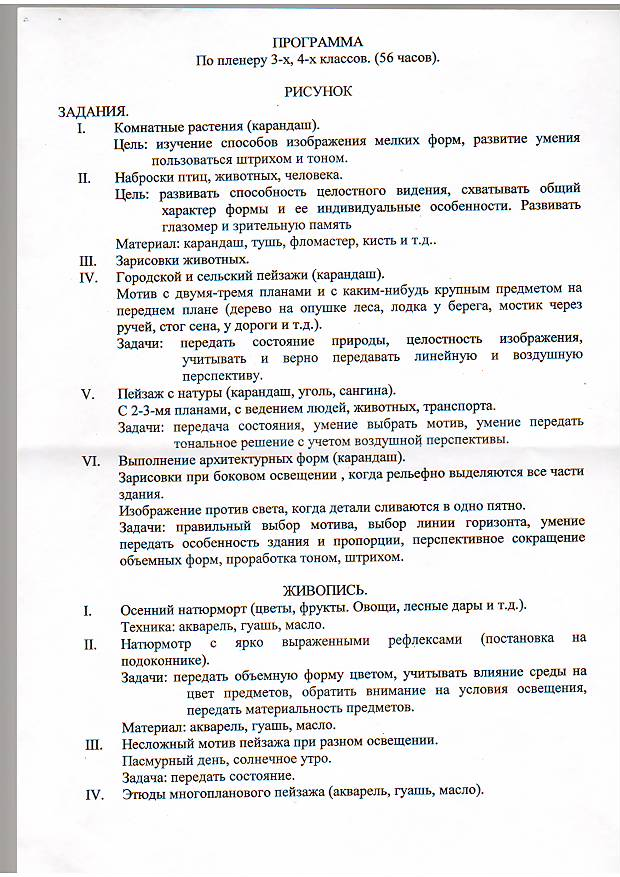 ПРОГРАММА
По пленеру 3-х, 4-х классов. (56 часов).
РИСУНОК
ЗАДАНИЯ.
I. Комнатные растения (карандаш).
Цель: изучение способов изображения мелких форм, развитие умения
пользоваться штрихом и тоном.
II. Наброски птиц, животных, человека.
Цель: развивать способность целостного видения, схватывать общий
характер формы и ее индивидуальные особенности. Развивать
глазомер и зрительную память
Материал: карандаш, тушь, фломастер, кисть и т.д..
III. Зарисовки животных.
IV. Городской и сельский пейзажи (карандаш).
Мотив с двумя-тремя планами и с каким-нибудь крупным предметом на
переднем плане (дерево на опушке леса, лодка у берега, мостик через
ручей, стог сена, у дороги и т.д.).
Задачи: передать состояние природы, целостность изображения,
учитывать и верно передавать линейную и воздушную
перспективу.
V. Пейзаж с натуры (карандаш, уголь, сангина).
С 2-3-мя планами, с ведением людей, животных, транспорта.
Задачи: передача состояния, умение выбрать мотив, умение передать
тональное решение с учетом воздушной перспективы.
VI. Выполнение архитектурных форм (карандаш).
Зарисовки при боковом освещении , когда рельефно выделяются все части
здания.
Изображение против света, когда детали сливаются в одно пятно.
Задачи: правильный выбор мотива, выбор линии горизонта, умение
передать особенность здания и пропорции, перспективное сокращение
объемных форм, проработка тоном, штрихом.
ЖИВОПИСЬ.
I. Осенний натюрморт (цветы, фрукты. Овощи, лесные дары и т.д.).
Техника: акварель, гуашь, масло.
II. Натюрмотр с ярко выраженными рефлексами (постановка на
подоконнике).
Задачи: передать объемную форму цветом, учитывать влияние среды на
цвет предметов, обратить внимание на условия освещения,
передать материальность предметов.
Материал: акварель, гуашь, масло.
III. Несложный мотив пейзажа при разном освещении.
Пасмурный день, солнечное утро.
Задача: передать состояние.
IV. Этюды многопланового пейзажа (акварель, гуашь, масло).